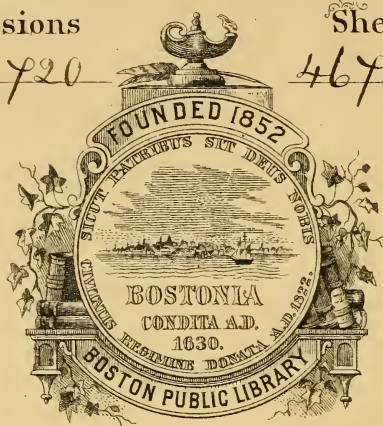 sions She
720 467
FOUNDED 1852
SICUT PATRIBUS SIT DEUS NOBIS
BOSTONIA
CONDITA A.D.
1630.
CIVITATIS REGIMINE DONATA A.D. 1822.
BOSTON PUBLIC LIBRARY